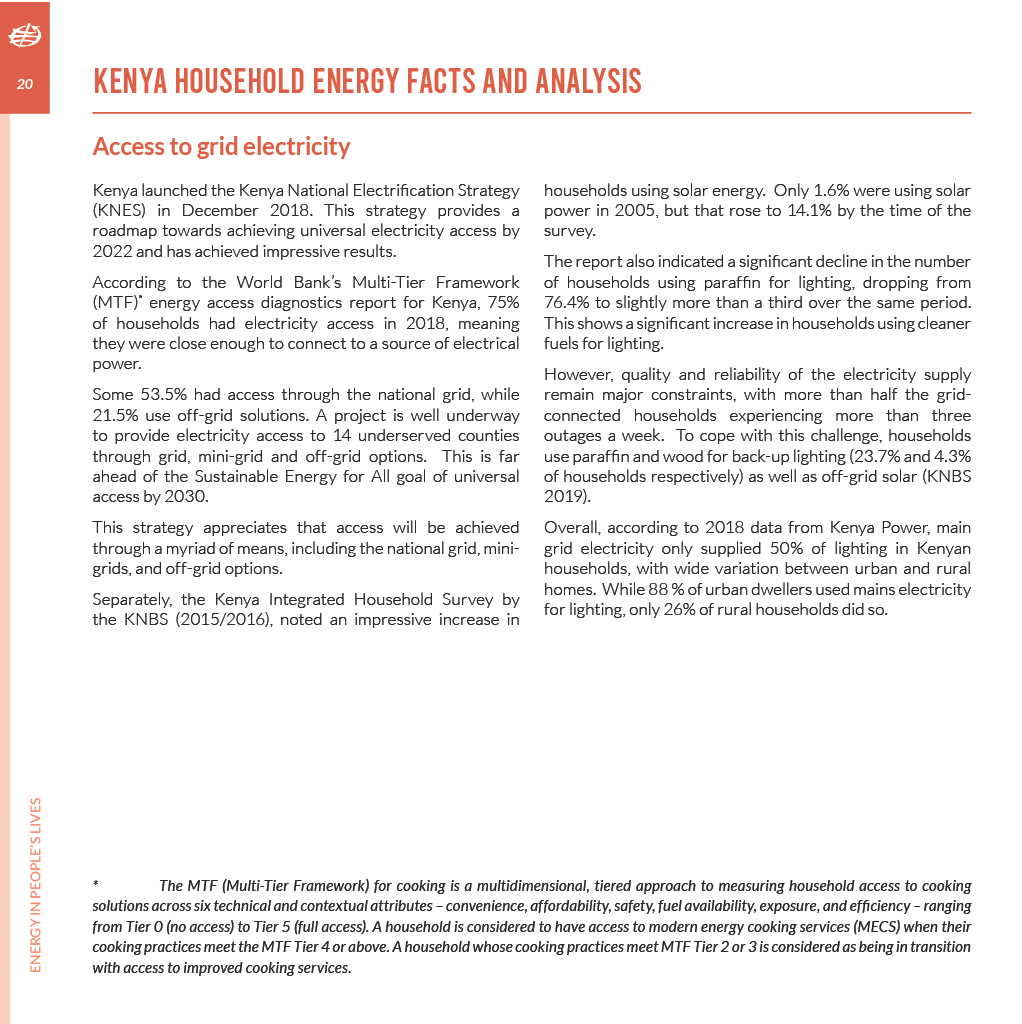 20
KENYA HOUSEHOLD ENERGY FACTS AND ANALYSIS
Access to grid electricity
Kenya launched the Kenya National Electrification Strategy
(KNES) in December 2018. This strategy provides a
roadmap towards achieving universal electricity access by
2022 and has achieved impressive results.
According to the World Bank's Multi-Tier Framework
(MTF)* energy access diagnostics report for Kenya, 75%
of households had electricity access in 2018, meaning
they were close enough to connect to a source of electrical
power.
Some 53.5% had access through the national grid, while
21.5% use off-grid solutions. A project is well underway
to provide electricity access to 14 underserved counties
through grid, mini-grid and off-grid options. This is far
ahead of the Sustainable Energy for All goal of universal
access by 2030.
This strategy appreciates that access will be achieved
through a myriad of means, including the national grid, mini-
grids, and off-grid options.
Separately, the Kenya Integrated Household Survey by
the KNBS (2015/2016), noted an impressive increase in
households using solar energy. Only 1.6% were using solar
power in 2005, but that rose to 14.1% by the time of the
survey.
The report also indicated a significant decline in the number
of households using paraffin for lighting, dropping from
76.4% to slightly more than a third over the same period.
This shows a significant increase in households using cleaner
fuels for lighting.
However, quality and reliability of the electricity supply
remain major constraints, with more than half the grid-
connected households experiencing more than three
outages a week. To cope with this challenge, households
use paraffin and wood for back-up lighting (23.7% and 4.3%
of households respectively) as well as off-grid solar (KNBS
2019).
Overall, according to 2018 data from Kenya Power, main
grid electricity only supplied 50% of lighting in Kenyan
households, with wide variation between urban and rural
homes. While 88 % of urban dwellers used mains electricity
for lighting, only 26% of rural households did so.
* The MTF (Multi-Tier Framework) for cooking is a multidimensional, tiered approach to measuring household access to cooking
solutions across six technical and contextual attributes – convenience, affordability, safety, fuel availability, exposure, and efficiency – ranging
from Tier 0 (no access) to Tier 5 (full access). A household is considered to have access to modern energy cooking services (MECS) when their
cooking practices meet the MTF Tier 4 or above. A household whose cooking practices meet MTF Tier 2 or 3 is considered as being in transition
with access to improved cooking services.
ENERGY IN PEOPLE'S LIVES